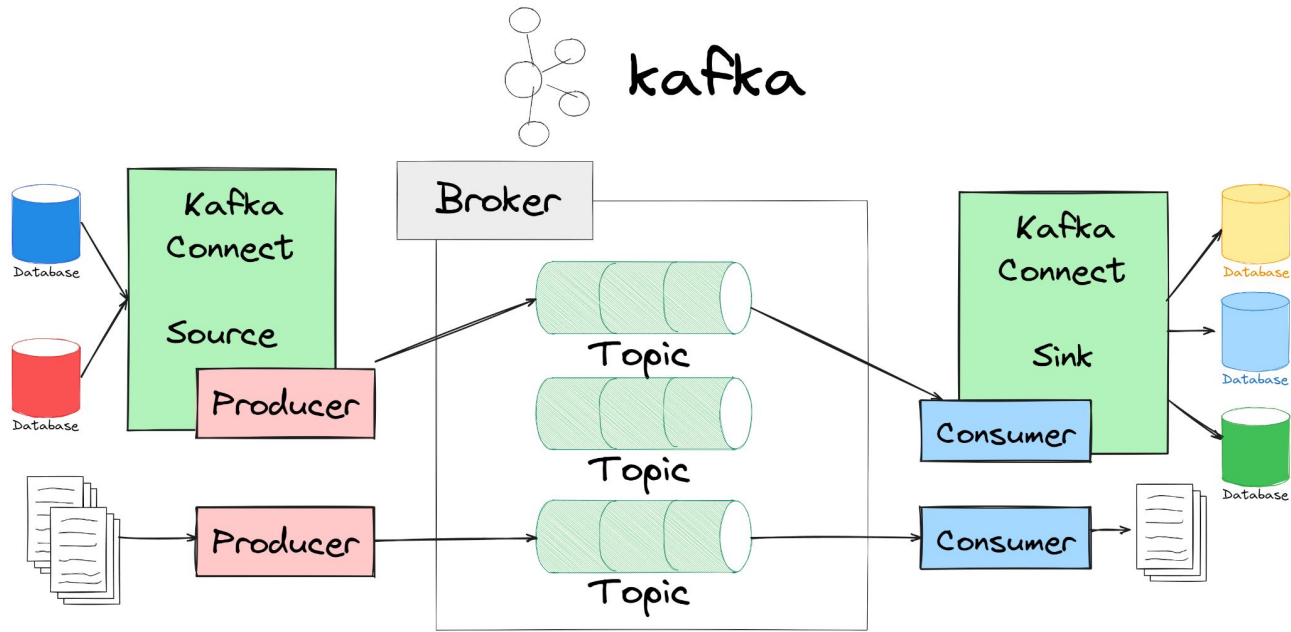 kafka
Broker
Kafka
Connect
Source
Producer
Database
Database
Producer
Topic
Topic
Topic
Kafka
Connect
Sink
Consumer
Consumer
Database
Database
Database